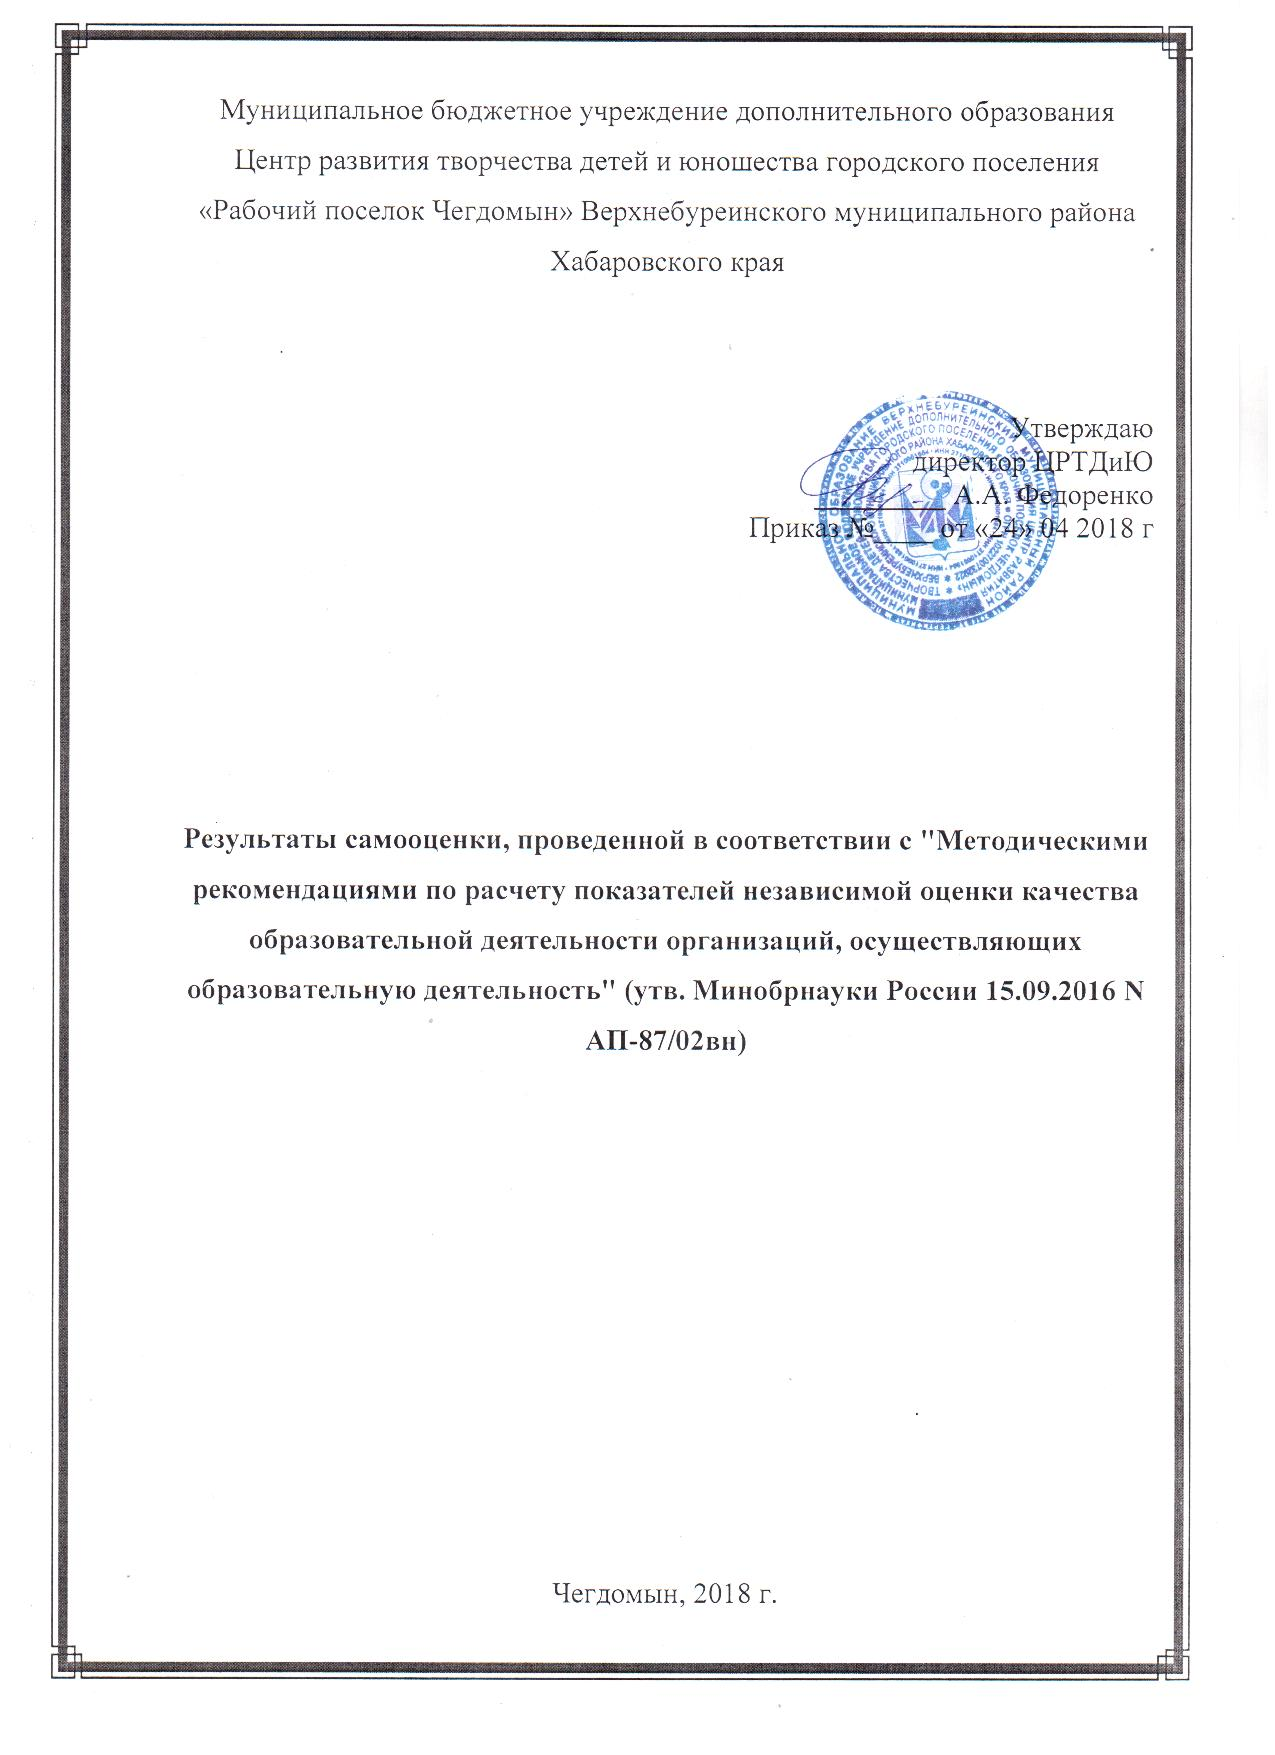 Муниципальное бюджетное учреждение дополнительного образования
Центр развития творчества детей и юношества городского поселения
«Рабочий поселок Чегдомын» Верхнебуреинского муниципального района
Хабаровского края
Утверждаю
директор ЦРТДиЮ
_________ А.А. Федоренко
Приказ №____ от «24» 04 2018 г
Результаты самооценки, проведенной в соответствии с "Методическими
рекомендациями по расчету показателей независимой оценки качества
образовательной деятельности организаций, осуществляющих
образовательную деятельность" (утв. Минобрнауки России 15.09.2016 N
АП-87/02вн)
Чегдомын, 2018 г.